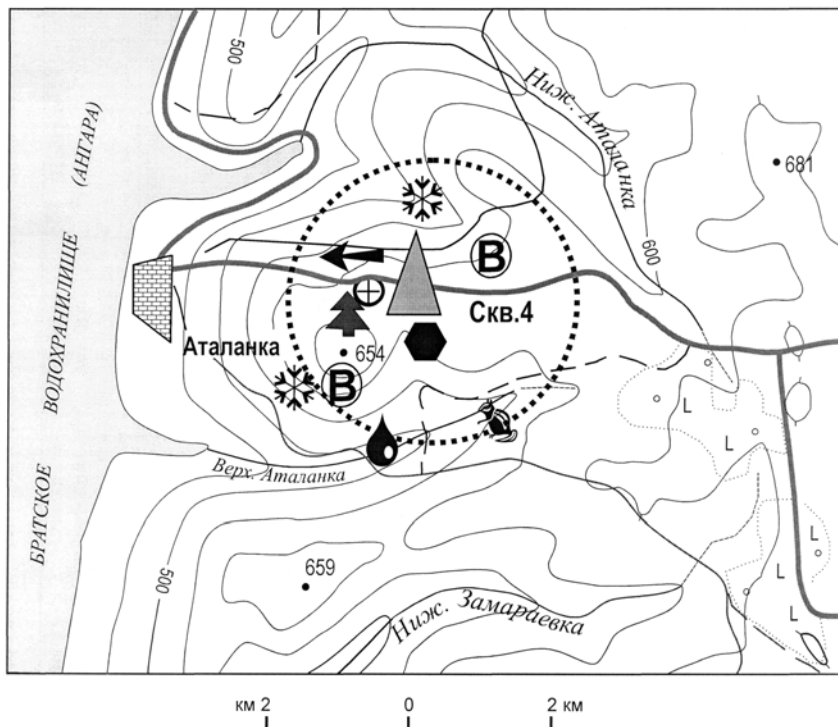 500
Ниж. Аталанка
(АНГАРА)
681
В
600
ВОДОХРАНИЛИЩЕ
Скв.4
Аталанка
654
В
L
L
Верх. Аталанка
БРАТСКОЕ
L
L
500
659
Ниж. Замараевка
L
L
км 2 0 2 км